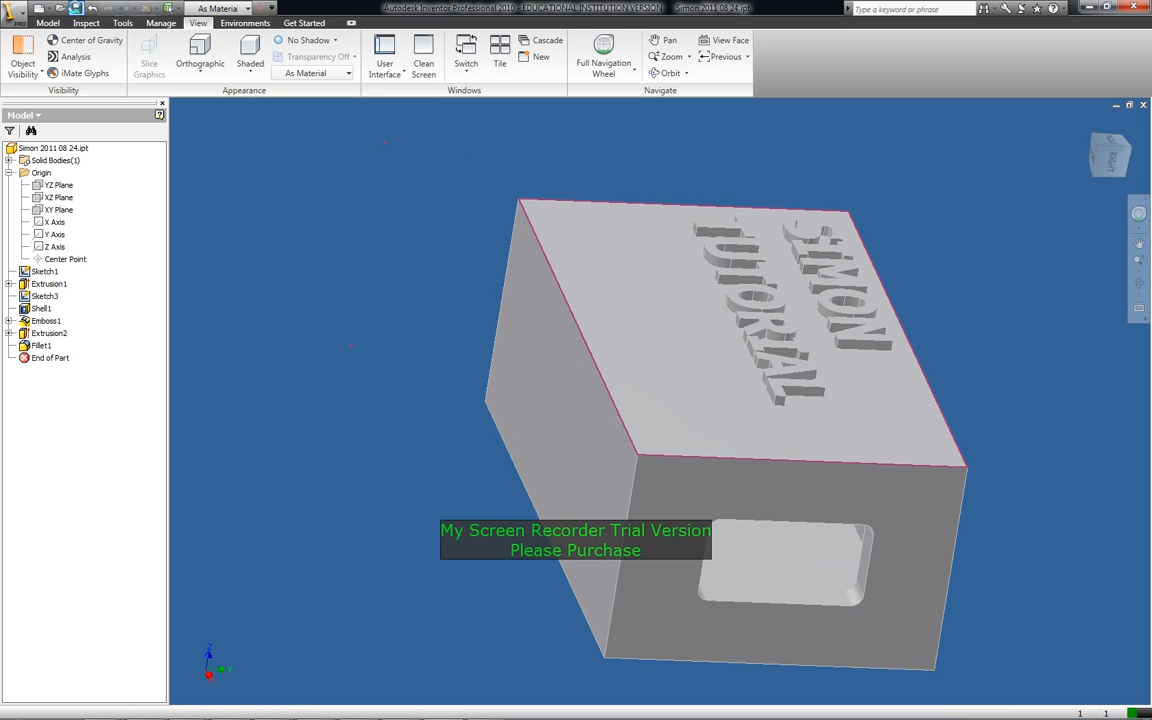 As Material
Autodesk Inventor Professional 2010 - EDUCATIONAL INSTITUTION VERSION
Simon 2011 08 24.ipt
Type a keyword or phrase
PRO
Model
Inspect
Tools
Manage
View
Environments
Get Started
Object Visibility
Center of Gravity
Analysis
iMate Glyphs
Slice Graphics
Orthographic
Shaded
No Shadow
Transparency Off
As Material
User Interface
Clean Screen
Switch
Tile
Cascade
New
Full Navigation Wheel
Pan
Zoom
Orbit
View Face
Previous
Visibility
Appearance
Windows
Navigate
Model
Simon 2011 08 24.ipt
Solid Bodies(1)
Origin
YZ Plane
XZ Plane
XY Plane
X Axis
Y Axis
Z Axis
Center Point
Sketch1
Extrusion1
Sketch3
Shell1
Emboss1
Extrusion2
Fillet1
End of Part
RIGHT
SIMON
TUTORIAL
My Screen Recorder Trial Version
Please Purchase
Z
Y
1 1